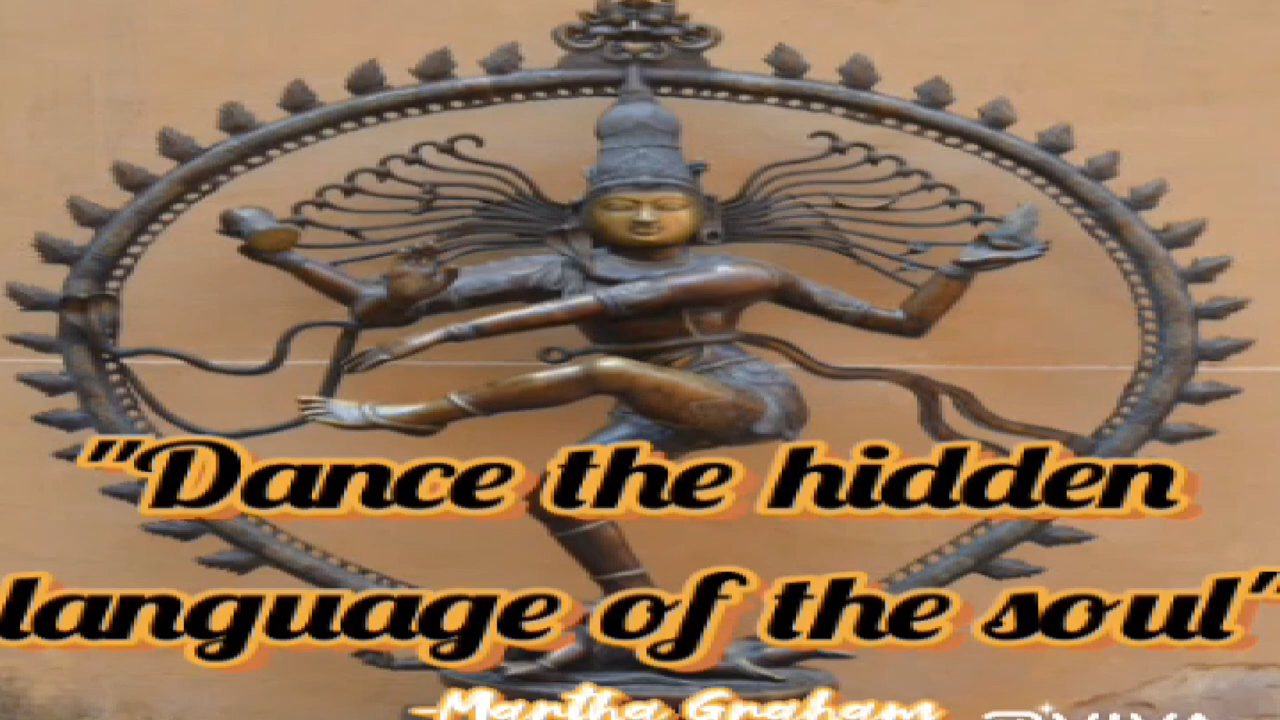 "Dance the hidden
language of the soul"
-Martha Graham